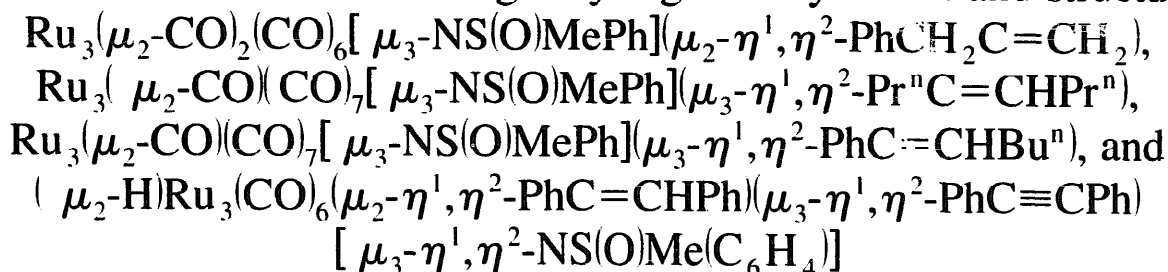 Ru₃(μ₂-CO)₂(CO)₆[ μ₃-NS(O)MePh](μ₂-η¹,η²-PhCH₂C=CH₂),
Ru₃( μ₂-CO)(CO)₇[ μ₃-NS(O)MePh](μ₃-η¹,η²-PrⁿC=CHPrⁿ),
Ru₃(μ₂-CO)(CO)₇[ μ₃-NS(O)MePh](μ₃-η¹,η²-PhC=CHBuⁿ), and
( μ₂-H)Ru₃(CO)₆(μ₂-η¹,η²-PhC=CHPh)(μ₃-η¹,η²-PhC≡CPh)
[ μ₃-η¹,η²-NS(O)Me(C₆H₄)]